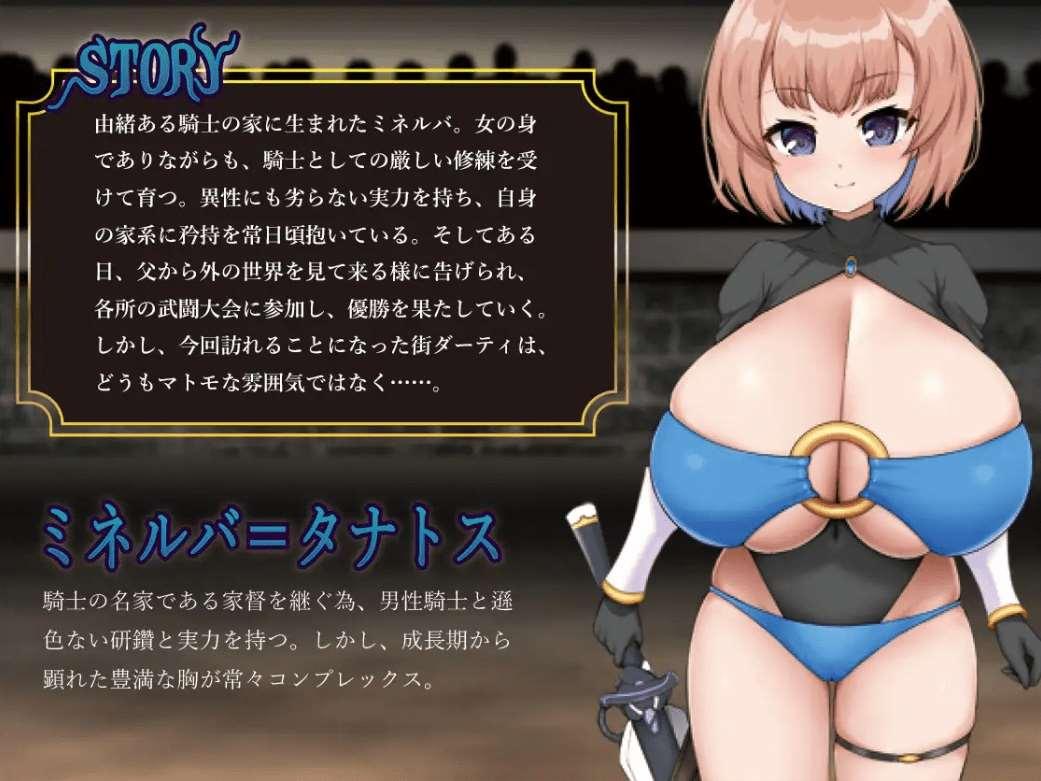 STORY
由緒ある騎士の家に生まれたミネルバ。女の身
でありながらも、騎士としての厳しい修練を受
けて育つ。異性にも劣らない実力を持ち、自身
の家系に矜持を常日頃抱いている。そしてある
日、父から外の世界を見て来る様に告げられ、
各所の武闘大会に参加し、優勝を果たしていく。
しかし、今回訪れることになった街ダーティは、
どうもマトモな雰囲気ではなく……。
ミネルバ＝タナトス
騎士の名家である家督を継ぐ為、男性騎士と遜
色ない研鑽と実力を持つ。しかし、成長期から
顕れた豊満な胸が常々コンプレックス。